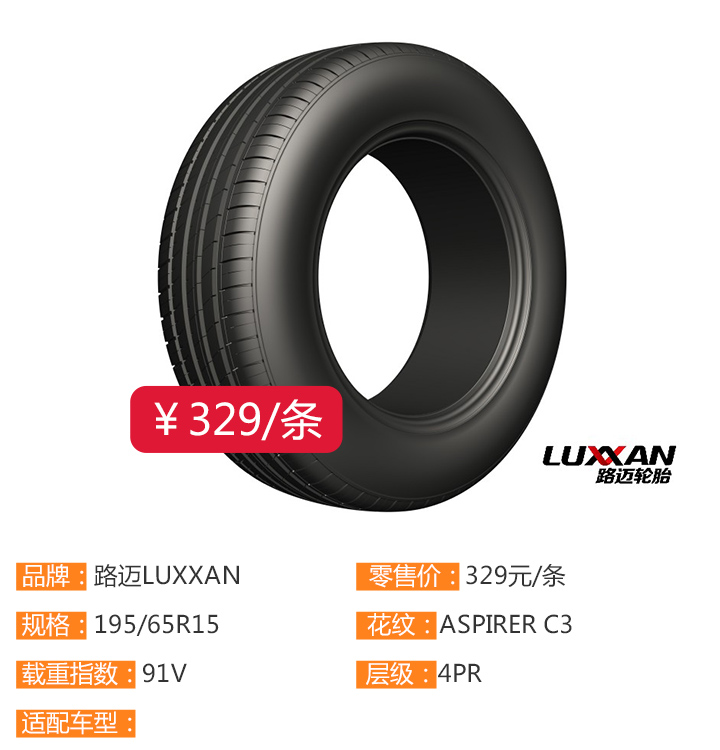 ￥329/条
LUXXAN
路迈轮胎
品牌：路迈LUXXAN
零售价：329元/条
规格：195/65R15
花纹：ASPIRER C3
载重指数：91V
层级：4PR
适配车型：